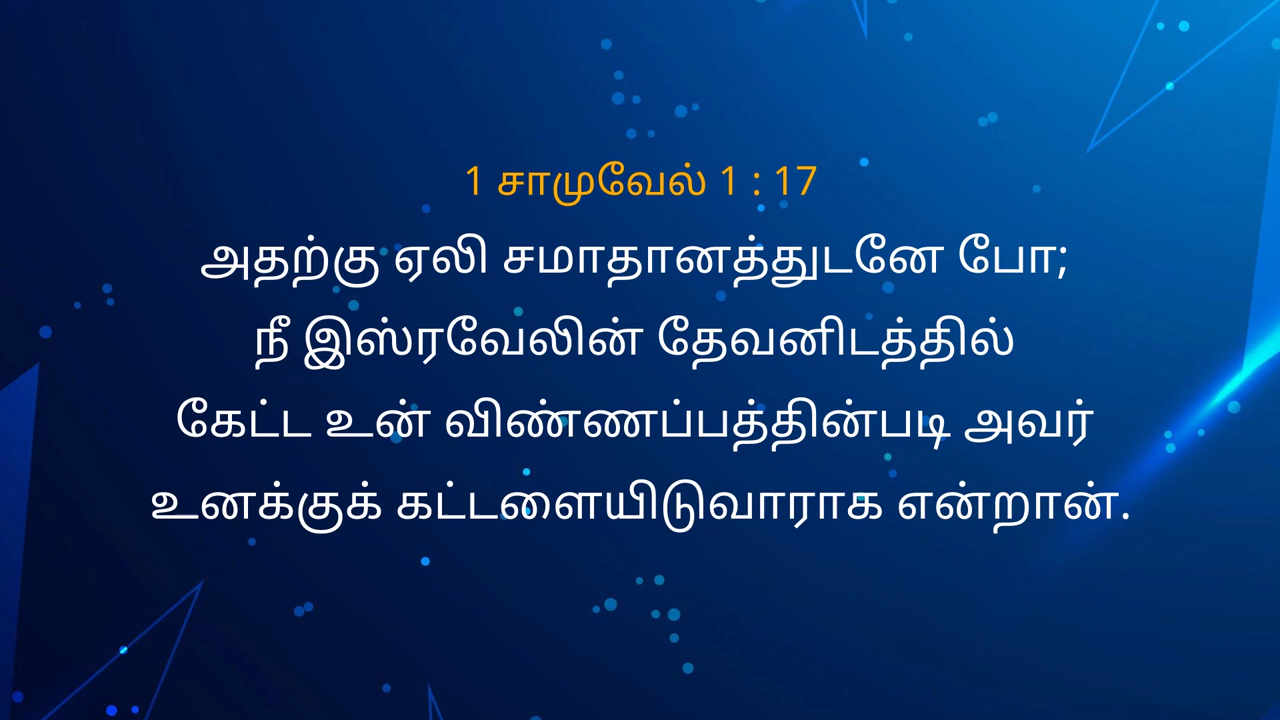 1 சாமுவேல் 1 : 17
அதற்கு ஏலி சமாதானத்துடனே போ;
நீ இஸ்ரவேலின் தேவனிடத்தில்
கேட்ட உன் விண்ணப்பத்தின்படி அவர்
உனக்குக் கட்டளையிடுவாராக என்றான்.